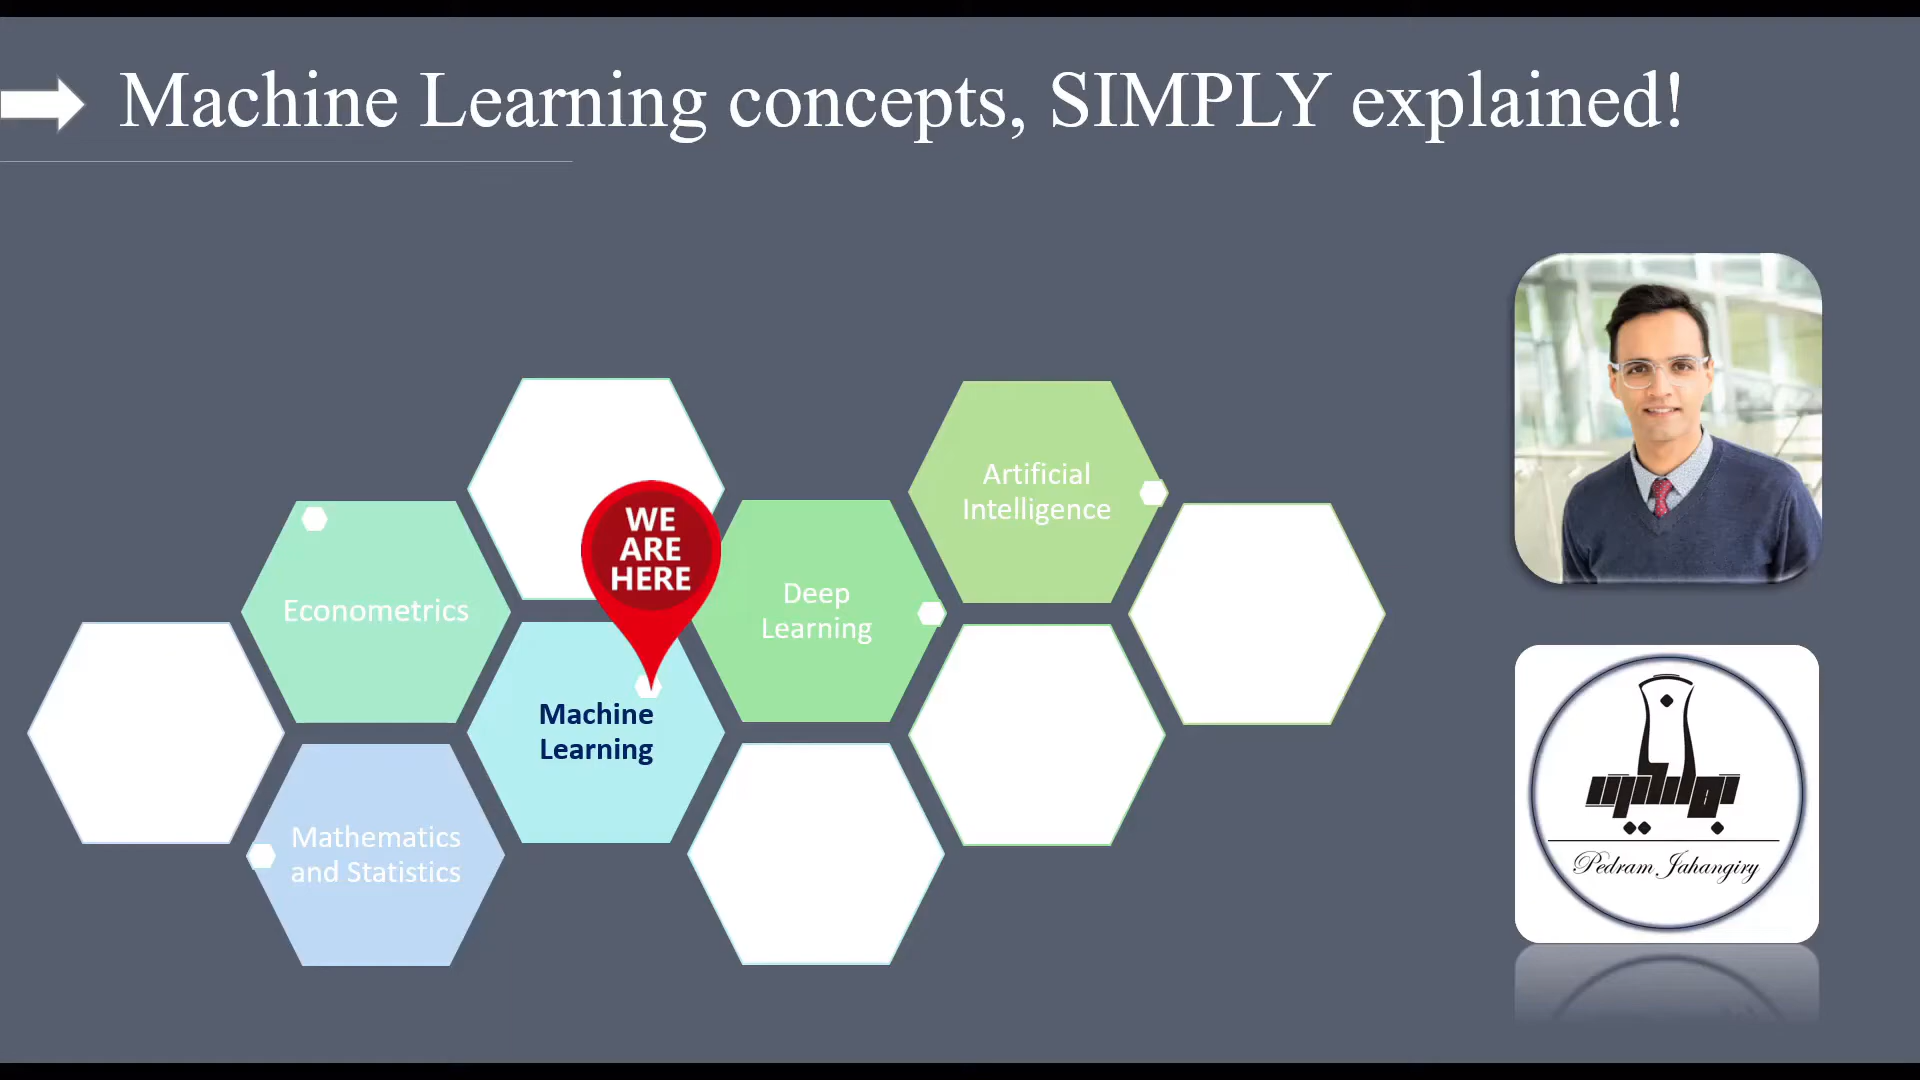 Machine Learning concepts, SIMPLY explained!
Artificial
Intelligence
WE
ARE
HERE
Econometrics
Deep
Learning
Machine
Learning
Mathematics
and Statistics
Pedram Jahangiry